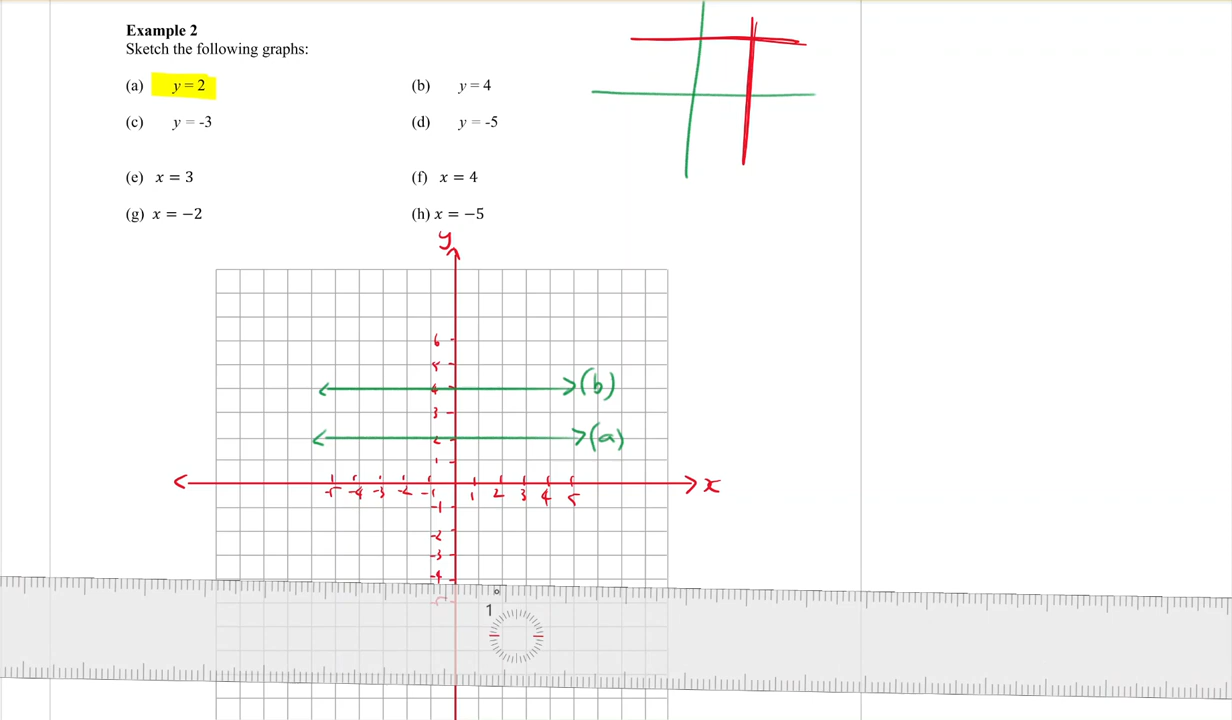 Example 2
Sketch the following graphs:
(a) y = 2 (b) y = 4
(c) y = -3 (d) y = -5
(e) x = 3 (f) x = 4
(g) x = −2 (h) x = −5
y
6
5
4 (b)
3
2 (a)
1
x
-5 -4 -3 -2 -1 1 2 3 4 5
-1
-2
-3
-4
-5
1°